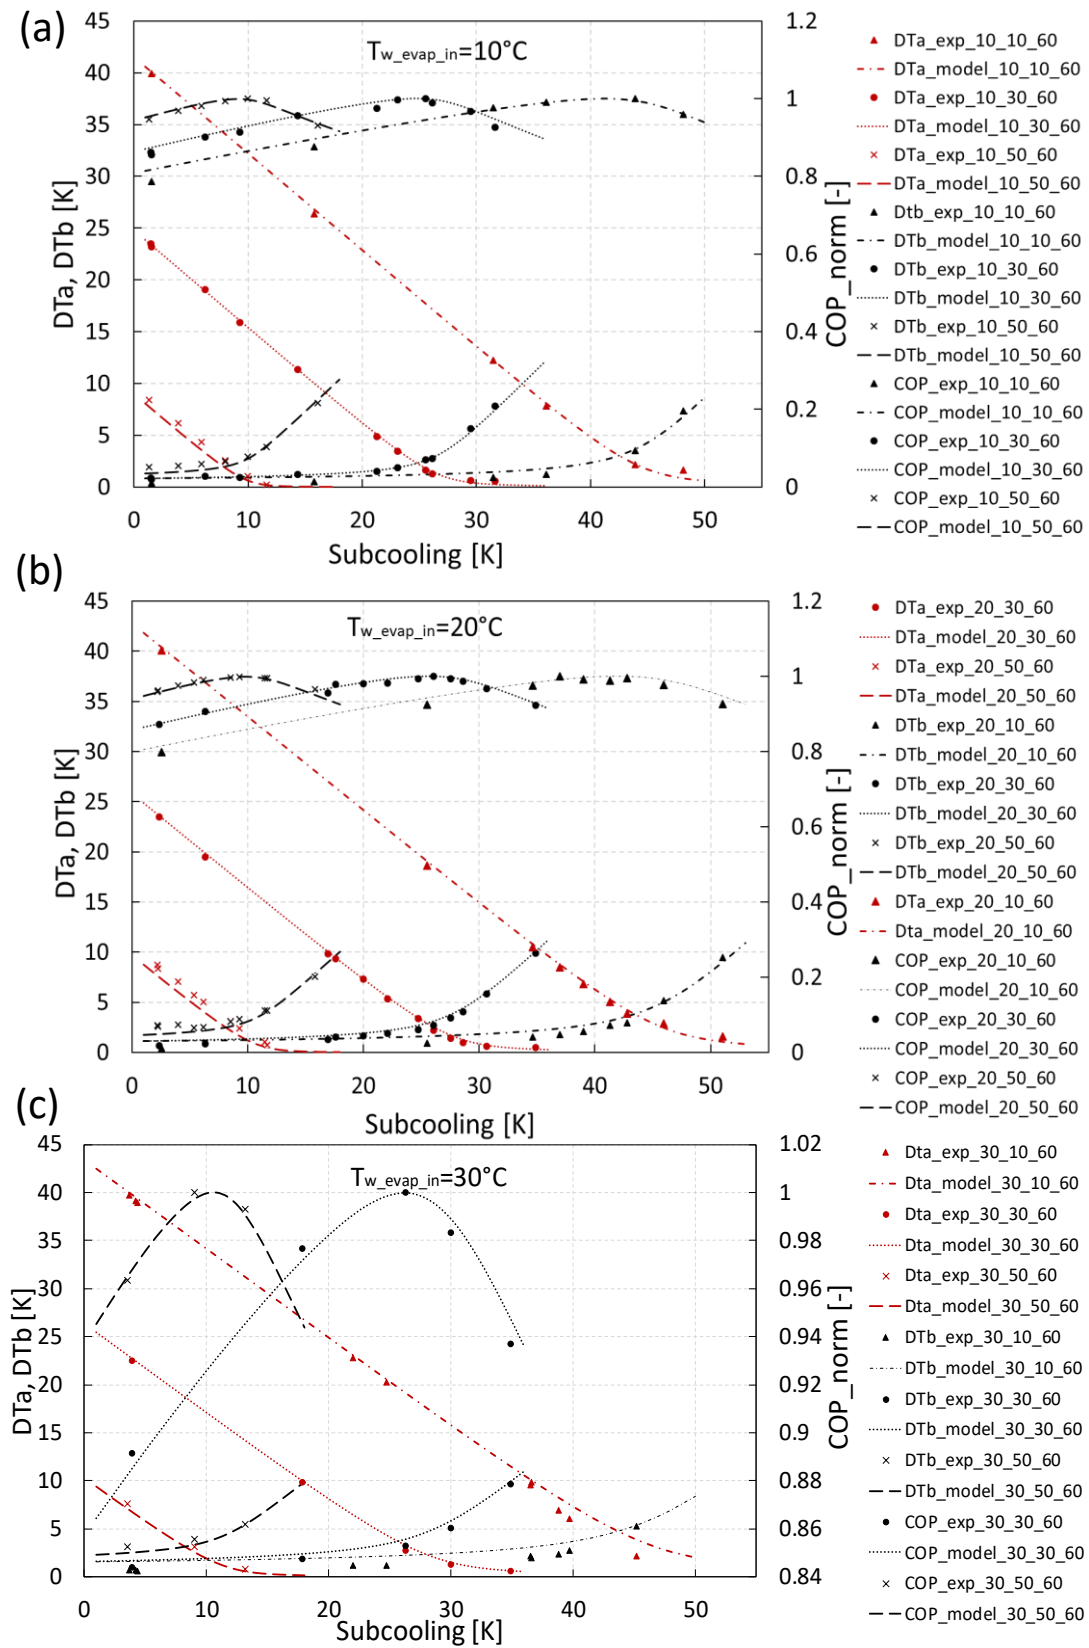 (a)
T_w_evap_in=10°C
DTa, DTb [K]
45
40
35
30
25
20
15
10
5
0
0 10 20 30 40 50
Subcooling [K]
1.2
1
0.8
0.6
0.4
0.2
0
COP_norm [-]
DTa_exp_10_10_60
DTa_model_10_10_60
DTa_exp_10_30_60
DTa_model_10_30_60
DTa_exp_10_50_60
DTa_model_10_50_60
Dtb_exp_10_10_60
DTb_model_10_10_60
DTb_exp_10_30_60
DTb_model_10_30_60
DTb_exp_10_50_60
DTb_model_10_50_60
COP_exp_10_10_60
COP_model_10_10_60
COP_exp_10_30_60
COP_model_10_30_60
COP_exp_10_50_60
COP_model_10_50_60
(b)
T_w_evap_in=20°C
DTa, DTb [K]
45
40
35
30
25
20
15
10
5
0
0 10 20 30 40 50
Subcooling [K]
1.2
1
0.8
0.6
0.4
0.2
0
COP_norm [-]
DTa_exp_20_30_60
DTa_model_20_30_60
DTa_exp_20_50_60
DTa_model_20_50_60
DTb_exp_20_10_60
DTb_model_20_10_60
DTb_exp_20_30_60
DTb_model_20_30_60
DTb_exp_20_50_60
DTb_model_20_50_60
DTa_exp_20_10_60
Dta_model_20_10_60
COP_exp_20_10_60
COP_model_20_10_60
COP_exp_20_30_60
COP_model_20_30_60
COP_exp_20_50_60
COP_model_20_50_60
(c)
T_w_evap_in=30°C
DTa, DTb [K]
45
40
35
30
25
20
15
10
5
0
0 10 20 30 40 50
Subcooling [K]
1.02
1
0.98
0.96
0.94
0.92
0.9
0.88
0.86
0.84
COP_norm [-]
Dta_exp_30_10_60
Dta_model_30_10_60
Dta_exp_30_30_60
Dta_model_30_30_60
Dta_exp_30_50_60
Dta_model_30_50_60
DTb_exp_30_10_60
DTb_model_30_10_60
DTb_exp_30_30_60
DTb_model_30_30_60
DTb_exp_30_50_60
DTb_model_30_50_60
COP_exp_30_30_60
COP_model_30_30_60
COP_exp_30_50_60
COP_model_30_50_60